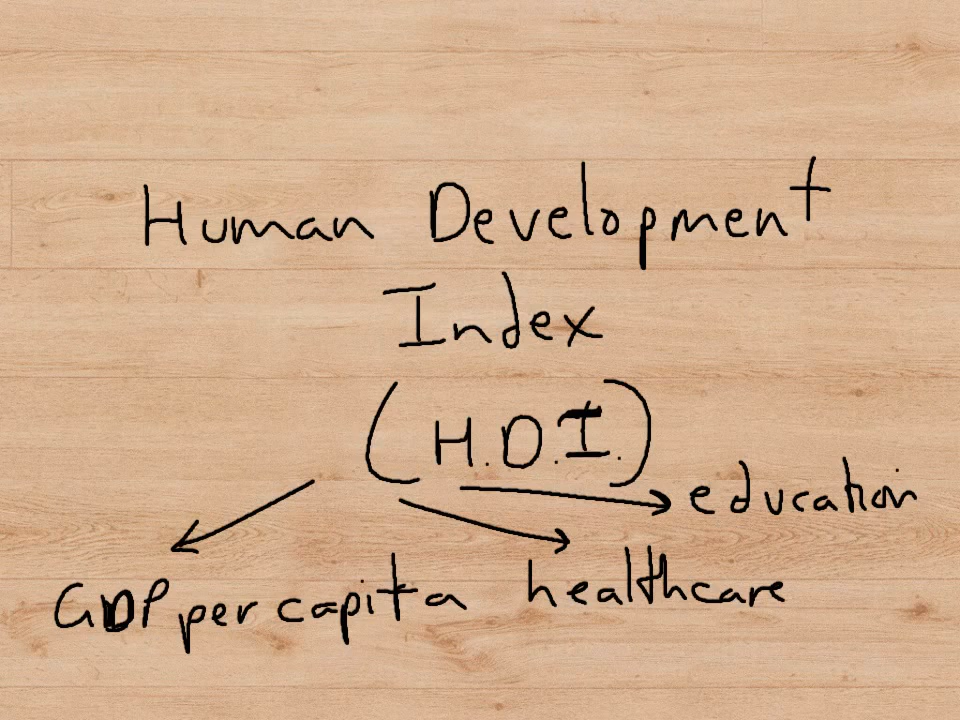 Human Development
Index
(H.D.I.)
education
healthcare
GDP per capita